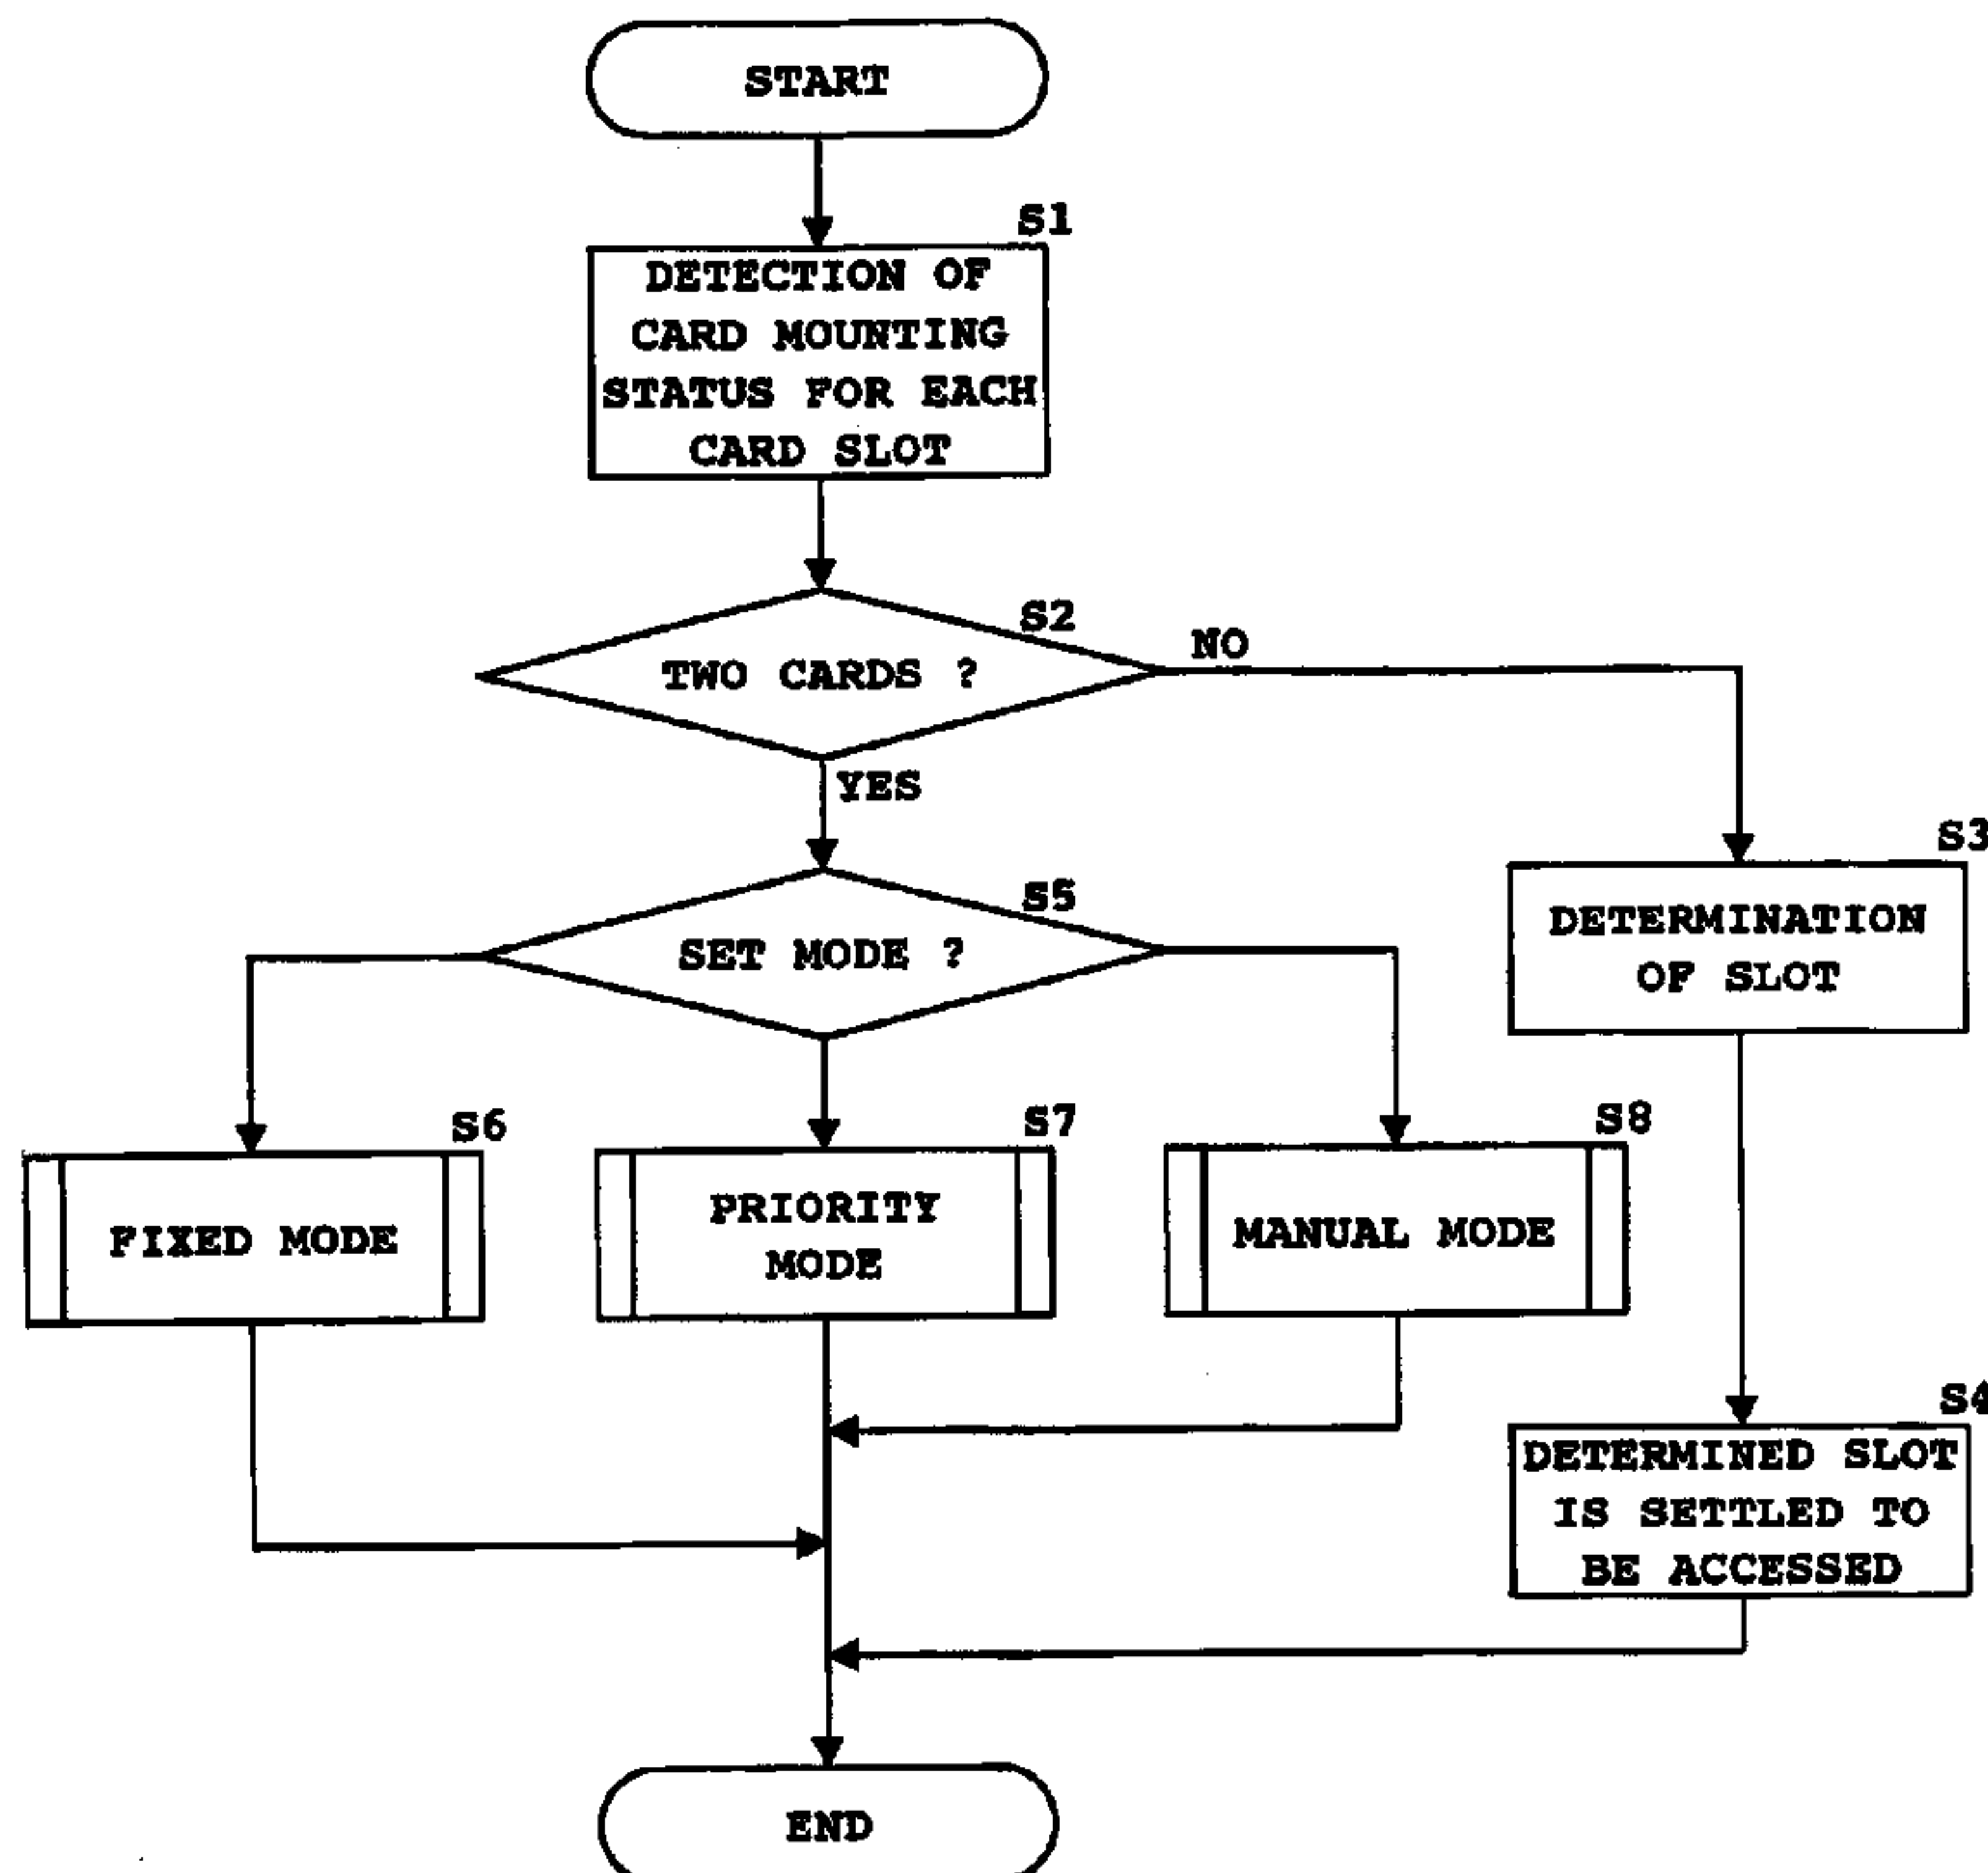 START
S1
DETECTION OF
CARD MOUNTING
STATUS FOR EACH
CARD SLOT
S2
TWO CARDS ?
NO
YES
S3
DETERMINATION
OF SLOT
S5
SET MODE ?
S6
FIXED MODE
S7
PRIORITY
MODE
S8
MANUAL MODE
S4
DETERMINED SLOT
IS SETTLED TO
BE ACCESSED
END